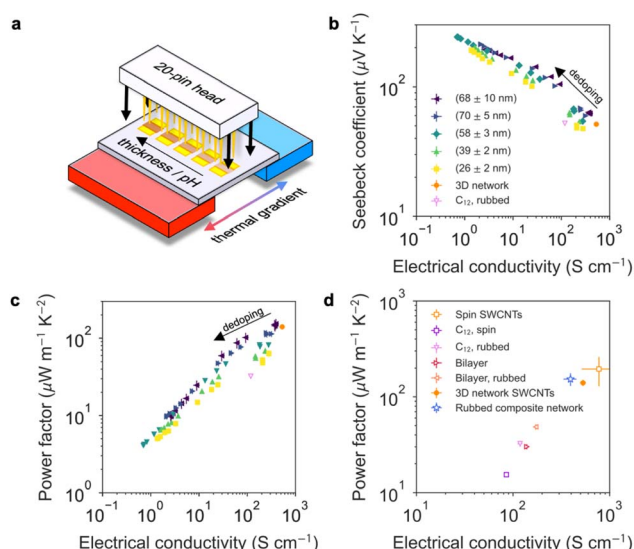 a
20-pin head
thickness / pH
thermal gradient
b
Seebeck coefficient (µV K⁻¹)
10²
10¹
dedoping
(68 ± 10 nm)
(70 ± 5 nm)
(58 ± 3 nm)
(39 ± 2 nm)
(26 ± 2 nm)
3D network
C₁₂, rubbed
10⁻¹ 10⁰ 10¹ 10² 10³
Electrical conductivity (S cm⁻¹)
c
Power factor (µW m⁻¹ K⁻²)
10²
10¹
10⁰
dedoping
10⁻¹ 10⁰ 10¹ 10² 10³
Electrical conductivity (S cm⁻¹)
d
Power factor (µW m⁻¹ K⁻²)
10³
10²
10¹
Spin SWCNTs
C₁₂, spin
C₁₂, rubbed
Bilayer
Bilayer, rubbed
3D network SWCNTs
Rubbed composite network
10¹ 10² 10³
Electrical conductivity (S cm⁻¹)